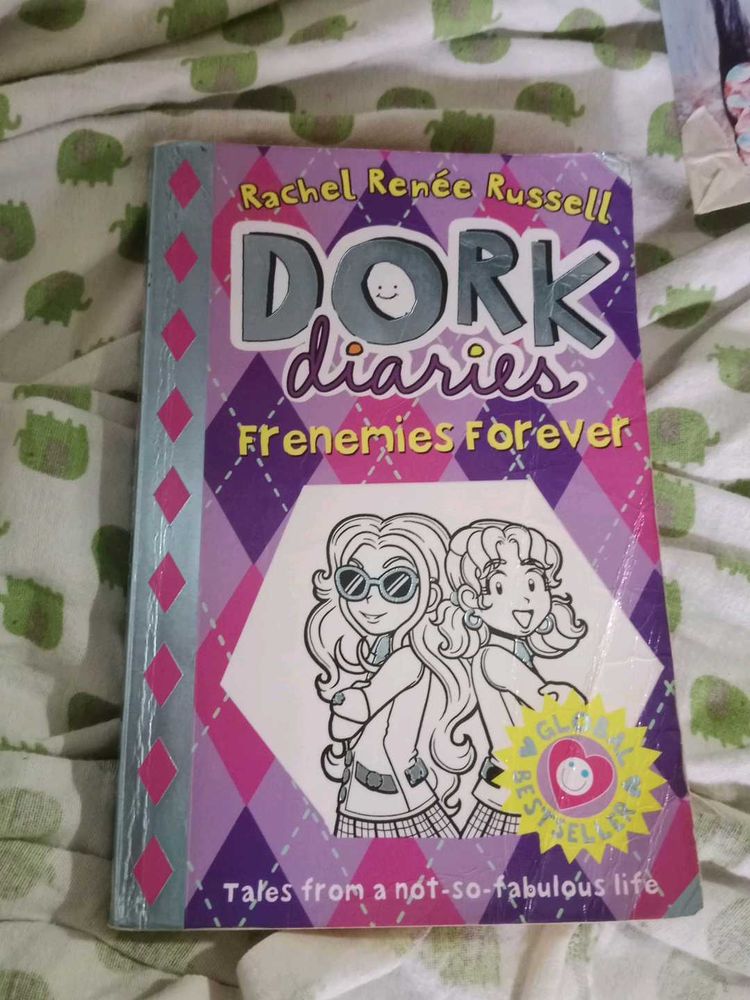 Rachel Renée Russell
DORK
diaries
Frenemies Forever
GLOBAL
BESTSELLER
Tales from a not-so-fabulous life